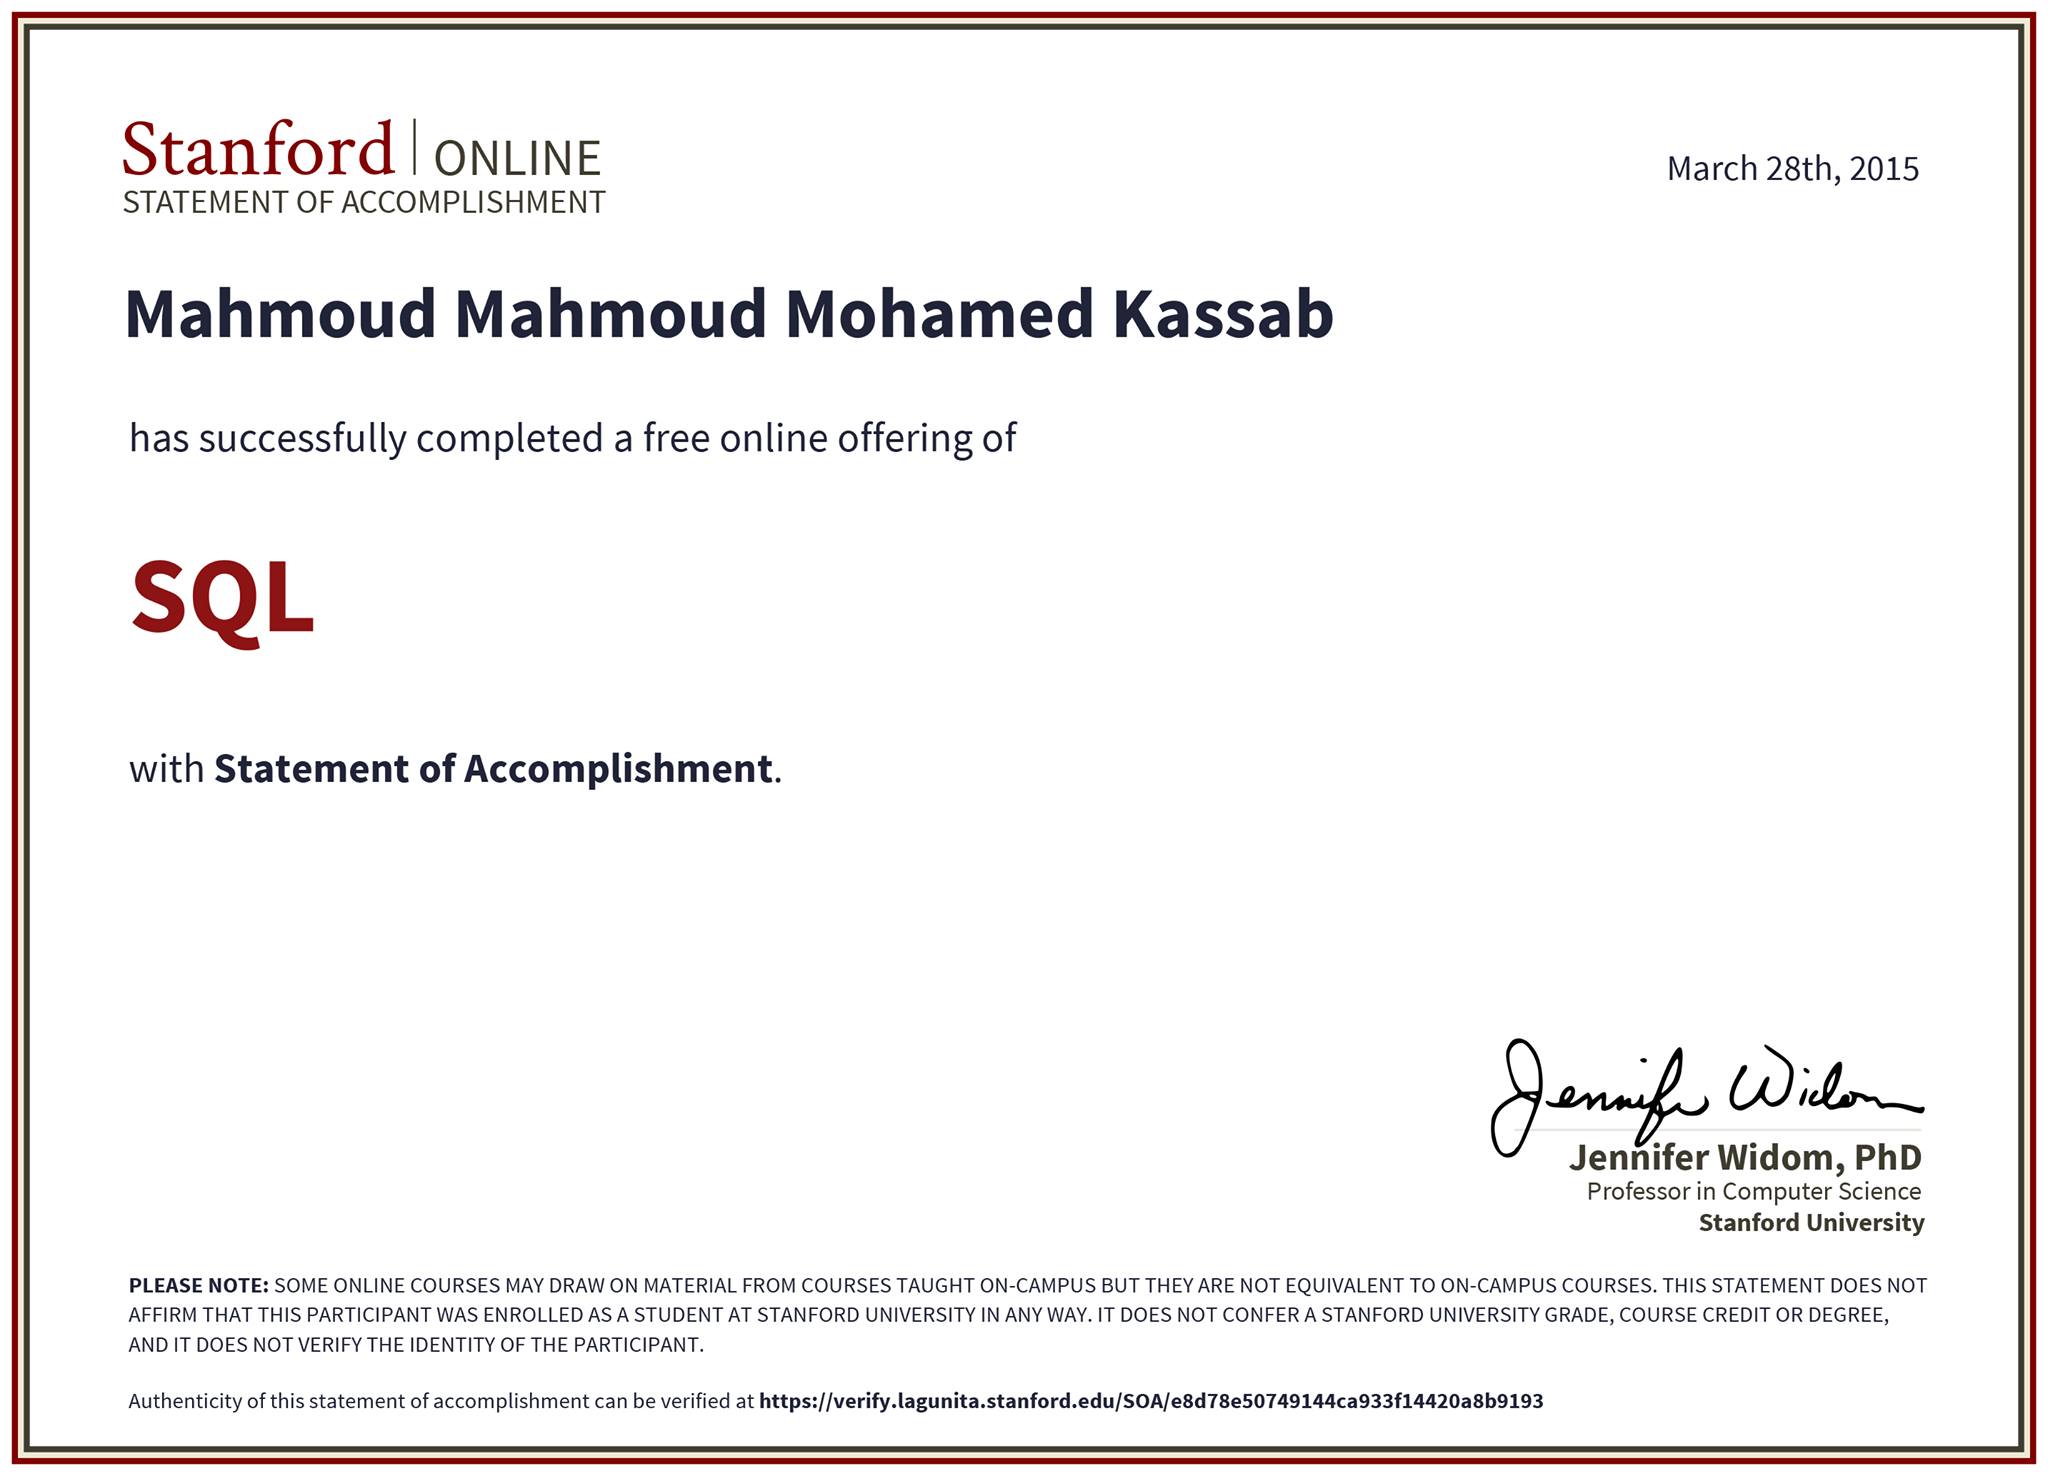 Stanford | ONLINE
STATEMENT OF ACCOMPLISHMENT
March 28th, 2015
Mahmoud Mahmoud Mohamed Kassab
has successfully completed a free online offering of
SQL
with Statement of Accomplishment.
Jennifer Widom
Jennifer Widom, PhD
Professor in Computer Science
Stanford University
PLEASE NOTE: SOME ONLINE COURSES MAY DRAW ON MATERIAL FROM COURSES TAUGHT ON-CAMPUS BUT THEY ARE NOT EQUIVALENT TO ON-CAMPUS COURSES. THIS STATEMENT DOES NOT
AFFIRM THAT THIS PARTICIPANT WAS ENROLLED AS A STUDENT AT STANFORD UNIVERSITY IN ANY WAY. IT DOES NOT CONFER A STANFORD UNIVERSITY GRADE, COURSE CREDIT OR DEGREE,
AND IT DOES NOT VERIFY THE IDENTITY OF THE PARTICIPANT.
Authenticity of this statement of accomplishment can be verified at https://verify.lagunita.stanford.edu/SOA/e8d78e50749144ca933f14420a8b9193